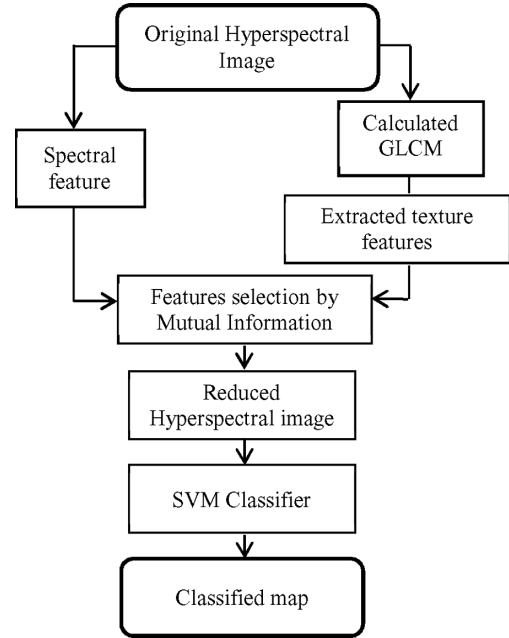 Original Hyperspectral
Image
Spectral
feature
Calculated
GLCM
Extracted texture
features
Features selection by
Mutual Information
Reduced
Hyperspectral image
SVM Classifier
Classified map